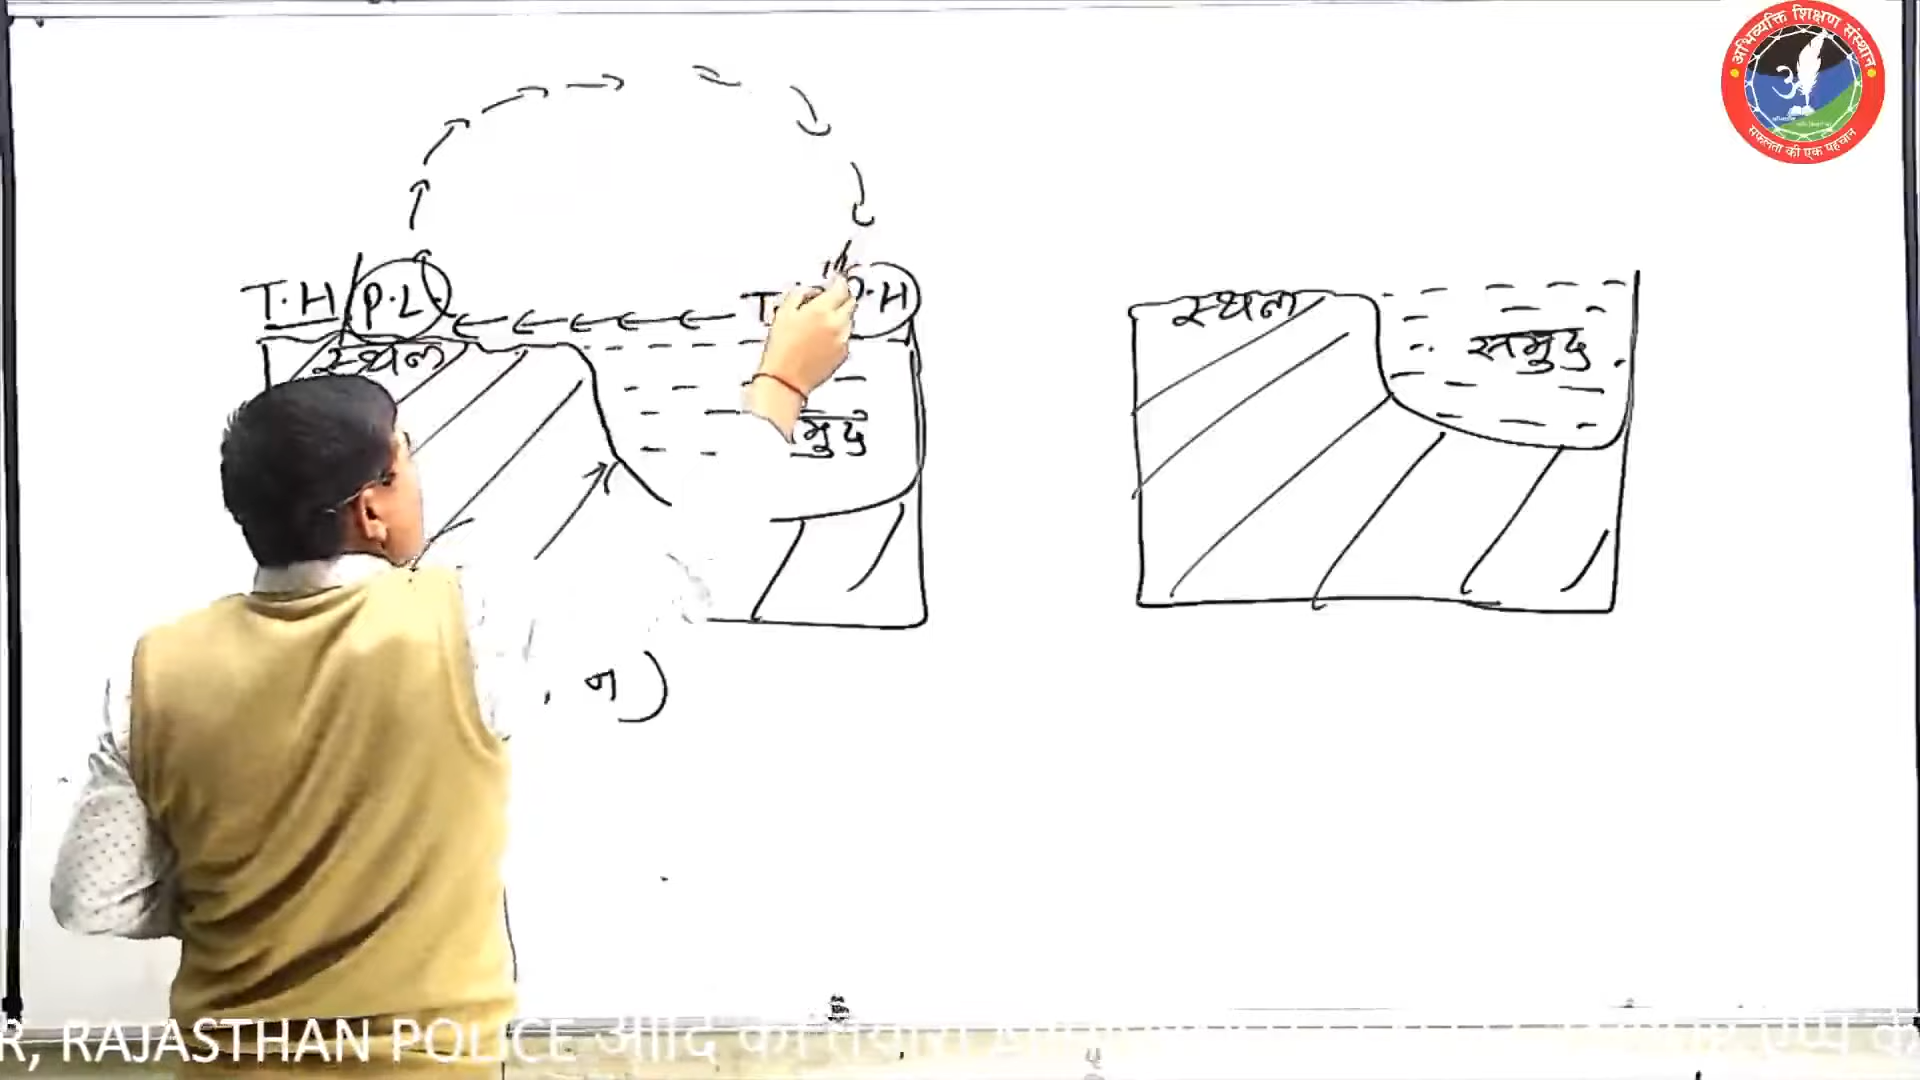 अभिव्यक्ति शिक्षण संस्थान
सफलता की एक पहचान
T.H P.L T. P.H
स्थल
स्थल
समुद्र
मुद्र
. न )
R, RAJASTHAN POLICE आदि की